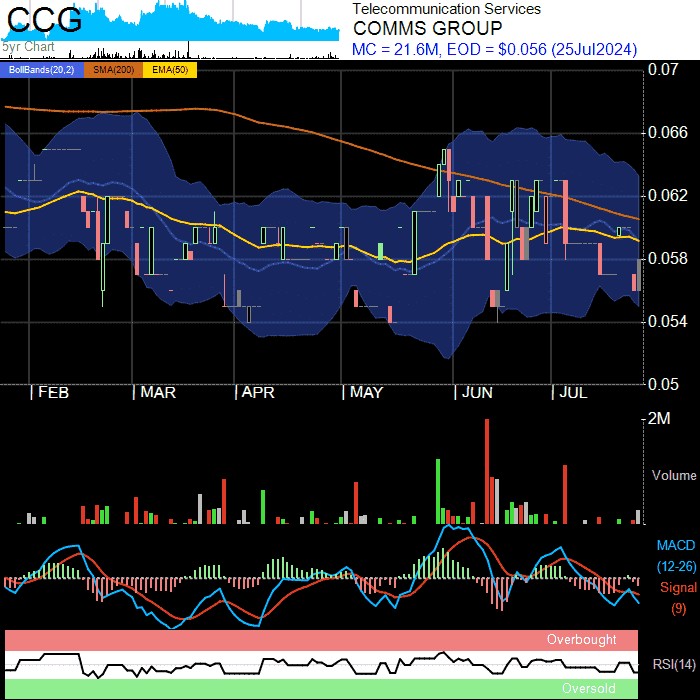 CCG
5yr Chart
Telecommunication Services
COMMS GROUP
MC = 21.6M, EOD = $0.056 (25Jul2024)
BollBands(20,2) SMA(200) EMA(50)
0.07
0.066
0.062
0.058
0.054
0.05
| FEB | MAR | APR | MAY | JUN | JUL
2M
Volume
MACD
(12-26)
Signal
(9)
Overbought
RSI(14)
Oversold